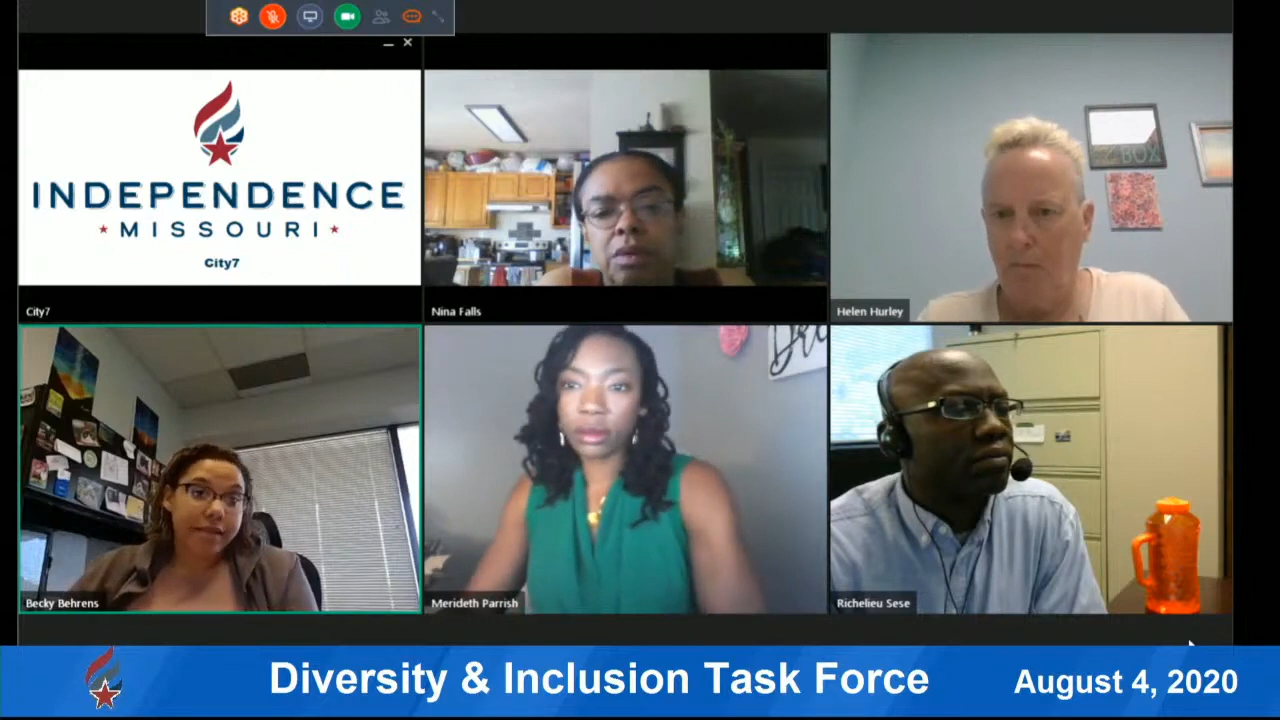 INDEPENDENCE
MISSOURI
City7
City7
Nina Falls
BOX
Helen Hurley
Becky Behrens
Merideth Parrish
Richelieu Sese
Diversity & Inclusion Task Force
August 4, 2020